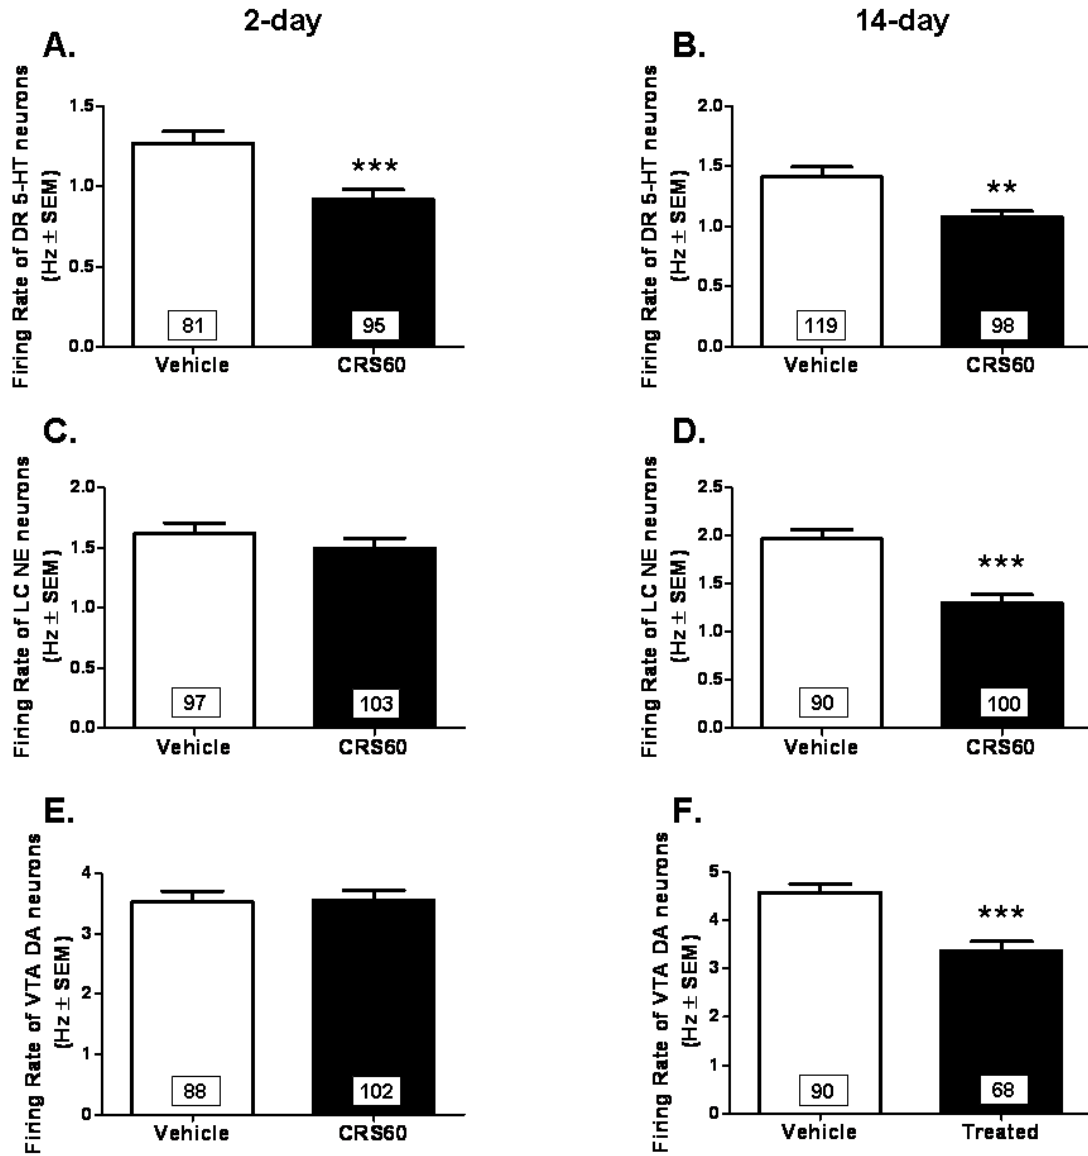 2-day
14-day
A.
Firing Rate of DR 5-HT neurons
(Hz ± SEM)
1.5
1.0
0.5
0.0
***
81
95
Vehicle
CRS60
B.
Firing Rate of DR 5-HT neurons
(Hz ± SEM)
2.0
1.5
1.0
0.5
0.0
**
119
98
Vehicle
CRS60
C.
Firing Rate of LC NE neurons
(Hz ± SEM)
2.0
1.5
1.0
0.5
0.0
97
103
Vehicle
CRS60
D.
Firing Rate of LC NE neurons
(Hz ± SEM)
2.5
2.0
1.5
1.0
0.5
0.0
***
90
100
Vehicle
CRS60
E.
Firing Rate of VTA DA neurons
(Hz ± SEM)
4
3
2
1
0
88
102
Vehicle
CRS60
F.
Firing Rate of VTA DA neurons
(Hz ± SEM)
5
4
3
2
1
0
***
90
68
Vehicle
Treated